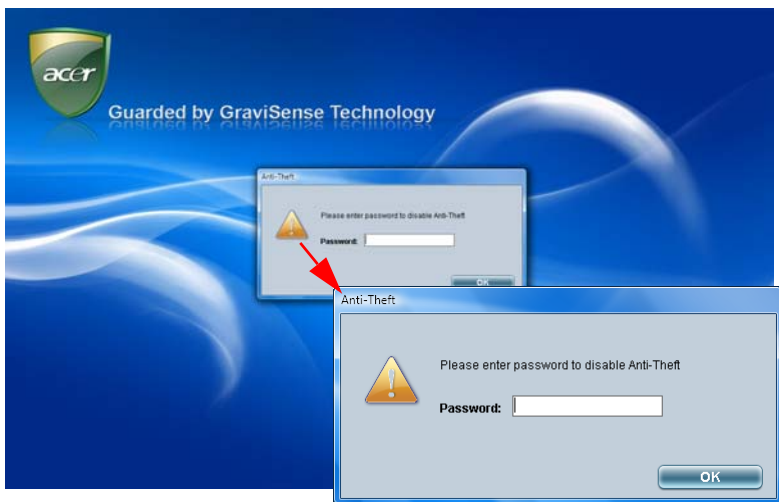 acer
Guarded by GraviSense Technology
Anti-Theft
Please enter password to disable Anti-Theft
Password:
OK
Anti-Theft
Please enter password to disable Anti-Theft
Password:
OK